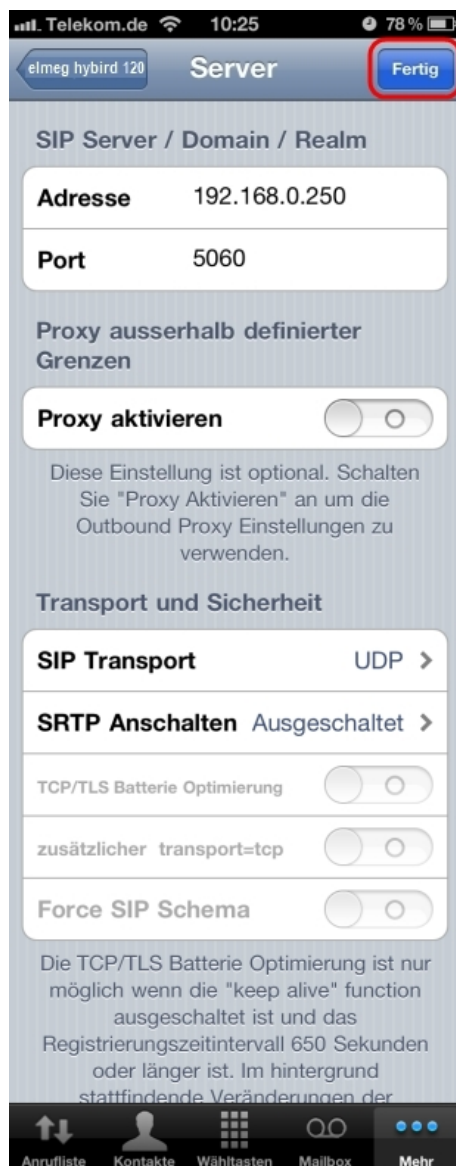 Telekom.de 10:25 78 %
elmeg hybird 120 Server Fertig
SIP Server / Domain / Realm
Adresse 192.168.0.250
Port 5060
Proxy ausserhalb definierter
Grenzen
Proxy aktivieren
Diese Einstellung ist optional. Schalten
Sie "Proxy Aktivieren" an um die
Outbound Proxy Einstellungen zu
verwenden.
Transport und Sicherheit
SIP Transport UDP >
SRTP Anschalten Ausgeschaltet >
TCP/TLS Batterie Optimierung
zusätzlicher transport=tcp
Force SIP Schema
Die TCP/TLS Batterie Optimierung ist nur
möglich wenn die "keep alive" function
ausgeschaltet ist und das
Registrierungszeitintervall 650 Sekunden
oder länger ist. Im hintergrund
stattfindende Veränderungen der
Anrufliste Kontakte Wähltasten Mailbox Mehr